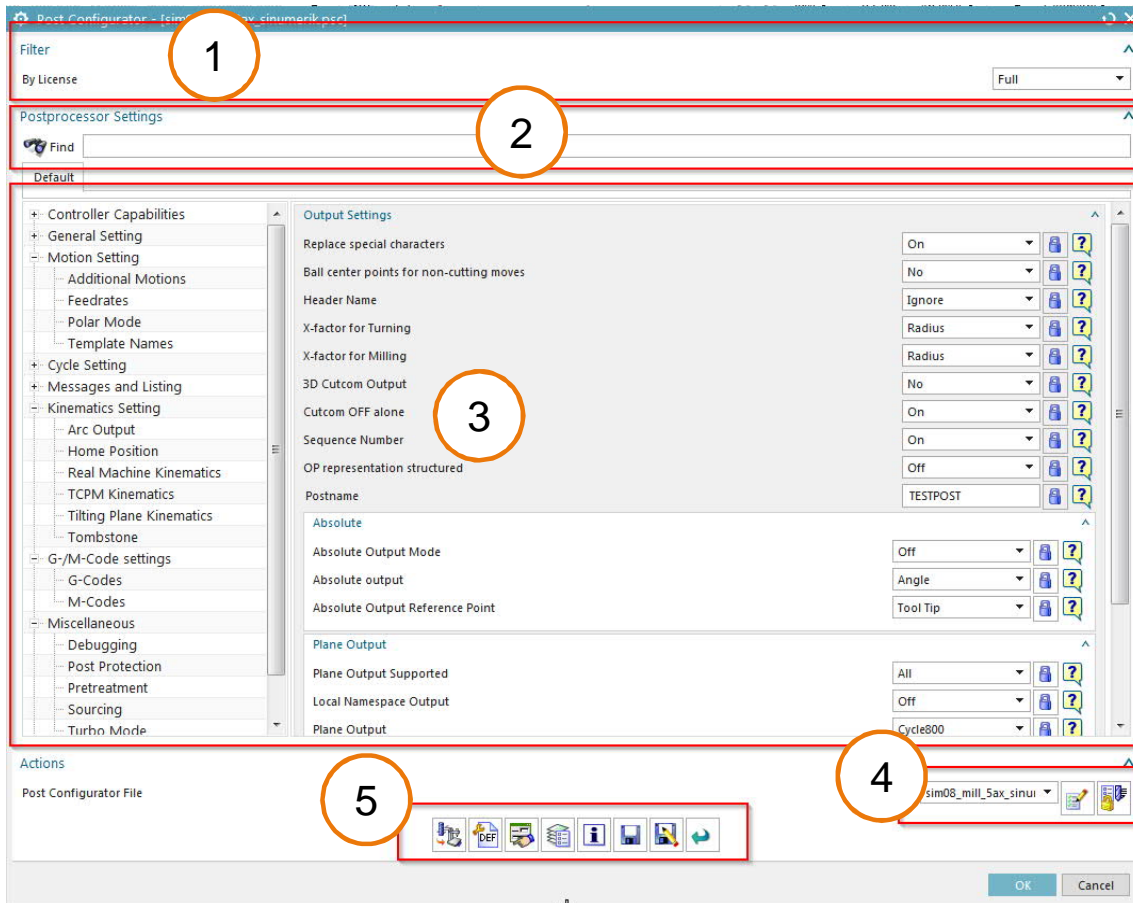 Post Configurator - [sim0 5ax_sinumerik.psc]
Filter
1
By License
Full
Postprocessor Settings
2
Find
Default
Controller Capabilities
General Setting
Motion Setting
Additional Motions
Feedrates
Polar Mode
Template Names
Cycle Setting
Messages and Listing
Kinematics Setting
Arc Output
Home Position
Real Machine Kinematics
TCPM Kinematics
Tilting Plane Kinematics
Tombstone
G-/M-Code settings
G-Codes
M-Codes
Miscellaneous
Debugging
Post Protection
Pretreatment
Sourcing
Turbo Mode
Output Settings
Replace special characters On ?
Ball center points for non-cutting moves No ?
Header Name Ignore ?
X-factor for Turning Radius ?
X-factor for Milling Radius ?
3D Cutcom Output No ?
3
Cutcom OFF alone On ?
Sequence Number On ?
OP representation structured Off ?
Postname TESTPOST ?
Absolute
Absolute Output Mode Off ?
Absolute output Angle ?
Absolute Output Reference Point Tool Tip ?
Plane Output
Plane Output Supported All ?
Local Namespace Output Off ?
Plane Output Cycle800 ?
Actions
4
Post Configurator File
sim08_mill_5ax_sinu
5
DEF
i
OK
Cancel